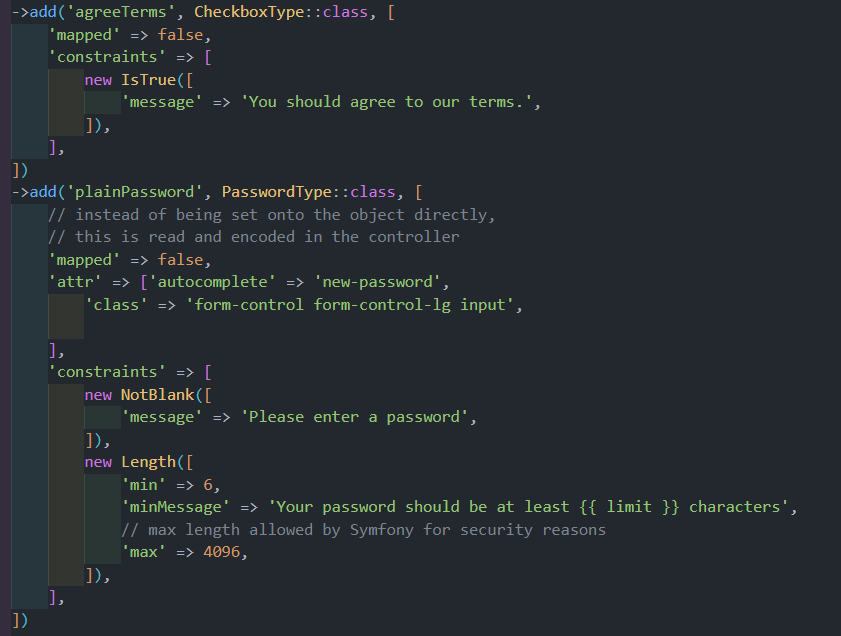 ->add('agreeTerms', CheckboxType::class, [
'mapped' => false,
'constraints' => [
new IsTrue([
'message' => 'You should agree to our terms.',
]),
],
])
->add('plainPassword', PasswordType::class, [
// instead of being set onto the object directly,
// this is read and encoded in the controller
'mapped' => false,
'attr' => ['autocomplete' => 'new-password',
'class' => 'form-control form-control-lg input',
],
'constraints' => [
new NotBlank([
'message' => 'Please enter a password',
]),
new Length([
'min' => 6,
'minMessage' => 'Your password should be at least {{ limit }} characters',
// max length allowed by Symfony for security reasons
'max' => 4096,
]),
],
])